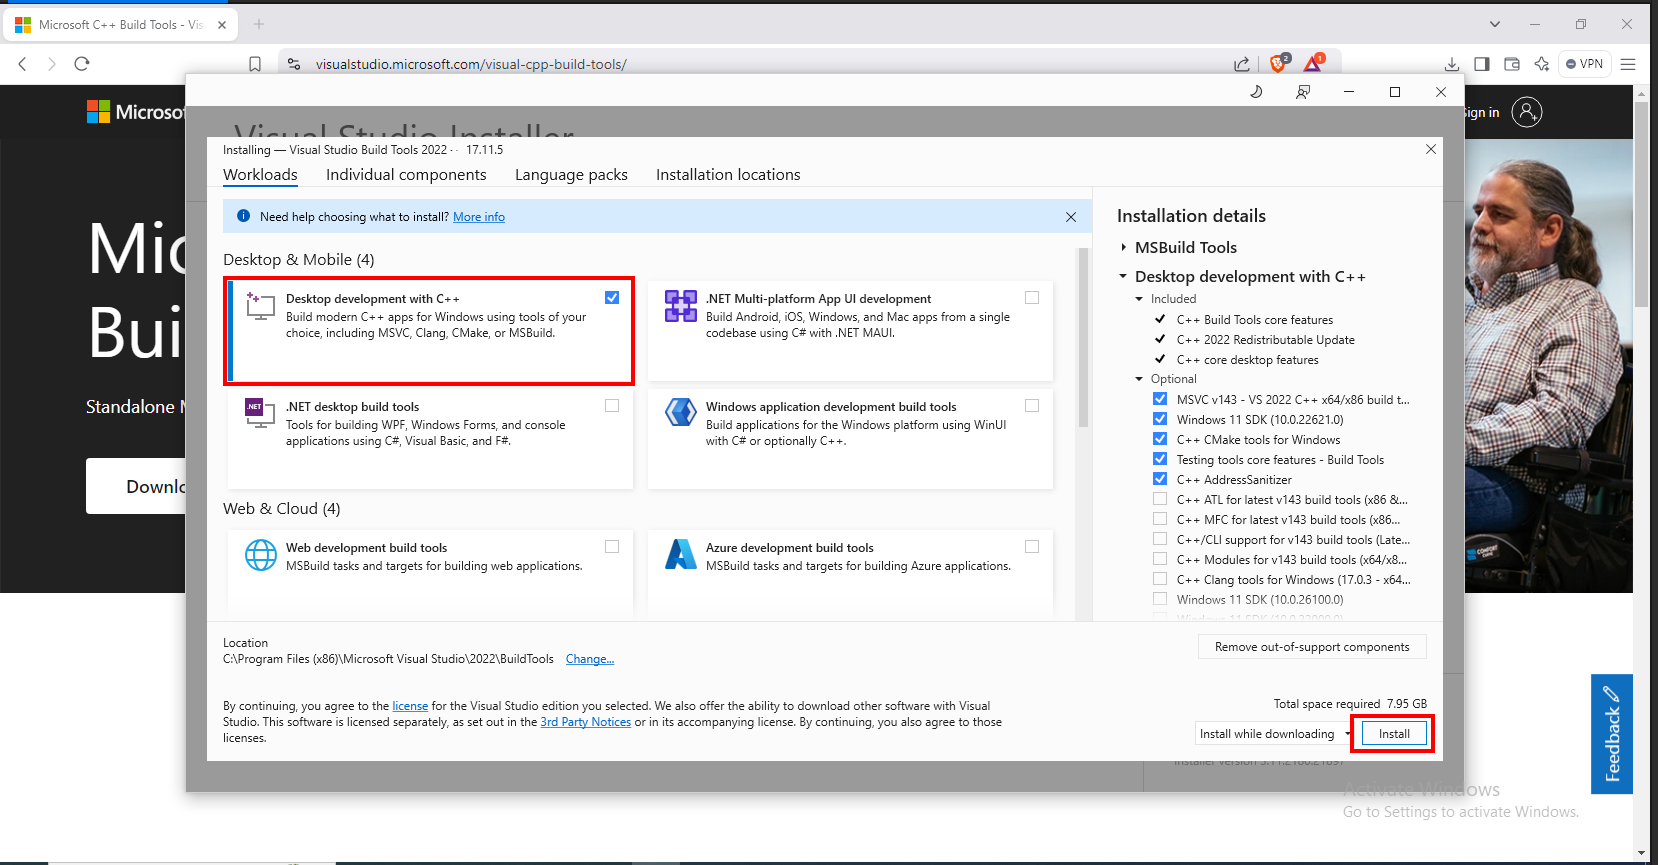 Microsoft C++ Build Tools - Vis
visualstudio.microsoft.com/visual-cpp-build-tools/
2
1
VPN
Microsof
Sign in
Visual Studio Installer
Mic
Bui
Standalone M
Downlo
Installing — Visual Studio Build Tools 2022 - 17.11.5
Workloads
Individual components
Language packs
Installation locations
Need help choosing what to install? More info
Desktop & Mobile (4)
Desktop development with C++
Build modern C++ apps for Windows using tools of your
choice, including MSVC, Clang, CMake, or MSBuild.
.NET Multi-platform App UI development
Build Android, iOS, Windows, and Mac apps from a single
codebase using C# with .NET MAUI.
.NET
.NET desktop build tools
Tools for building WPF, Windows Forms, and console
applications using C#, Visual Basic, and F#.
Windows application development build tools
Build applications for the Windows platform using WinUI
with C# or optionally C++.
Web & Cloud (4)
Web development build tools
MSBuild tasks and targets for building web applications.
Azure development build tools
MSBuild tasks and targets for building Azure applications.
Installation details
MSBuild Tools
Desktop development with C++
Included
C++ Build Tools core features
C++ 2022 Redistributable Update
C++ core desktop features
Optional
MSVC v143 - VS 2022 C++ x64/x86 build t...
Windows 11 SDK (10.0.22621.0)
C++ CMake tools for Windows
Testing tools core features - Build Tools
C++ AddressSanitizer
C++ ATL for latest v143 build tools (x86 &...
C++ MFC for latest v143 build tools (x86...
C++/CLI support for v143 build tools (Late...
C++ Modules for v143 build tools (x64/x8...
C++ Clang tools for Windows (17.0.3 - x64...
Windows 11 SDK (10.0.26100.0)
Location
C:\Program Files (x86)\Microsoft Visual Studio\2022\BuildTools Change...
Remove out-of-support components
By continuing, you agree to the license for the Visual Studio edition you selected. We also offer the ability to download other software with Visual
Studio. This software is licensed separately, as set out in the 3rd Party Notices or in its accompanying license. By continuing, you also agree to those
licenses.
Total space required 7.95 GB
Install while downloading
Install
Feedback
Activate Windows
Go to Settings to activate Windows.